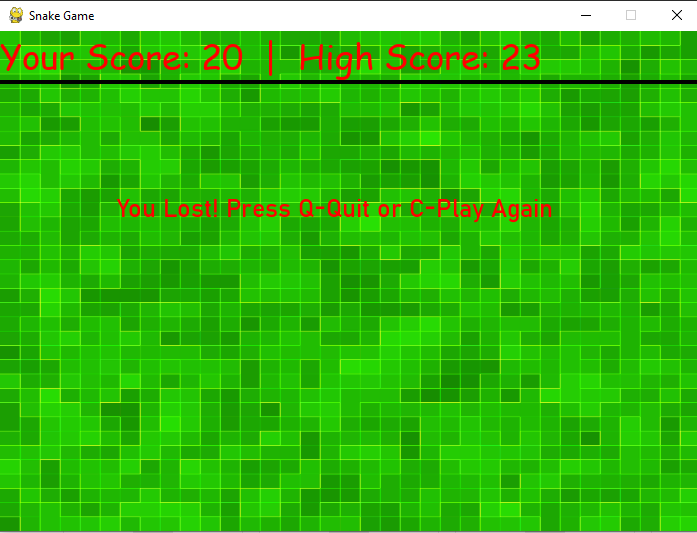 Snake Game
Your Score: 20 | High Score: 23
You Lost! Press Q-Quit or C-Play Again